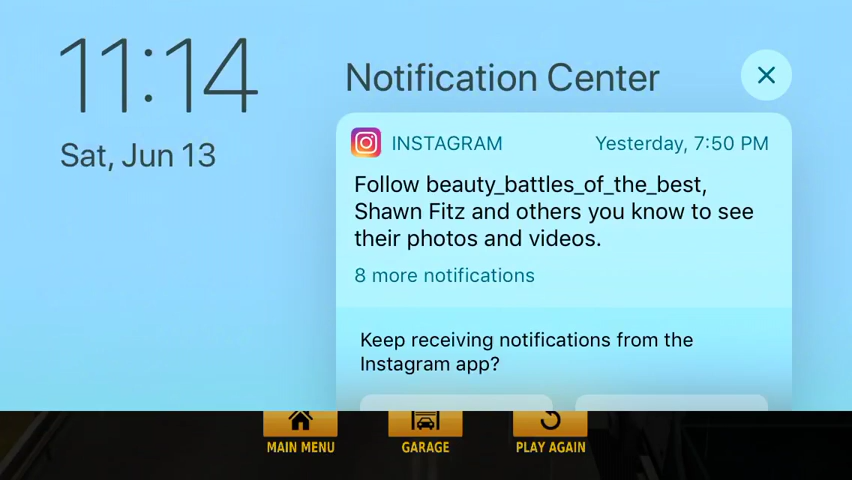 11:14
Sat, Jun 13
Notification Center
INSTAGRAM
Yesterday, 7:50 PM
Follow beauty_battles_of_the_best,
Shawn Fitz and others you know to see
their photos and videos.
8 more notifications
Keep receiving notifications from the
Instagram app?
MAIN MENU
GARAGE
PLAY AGAIN